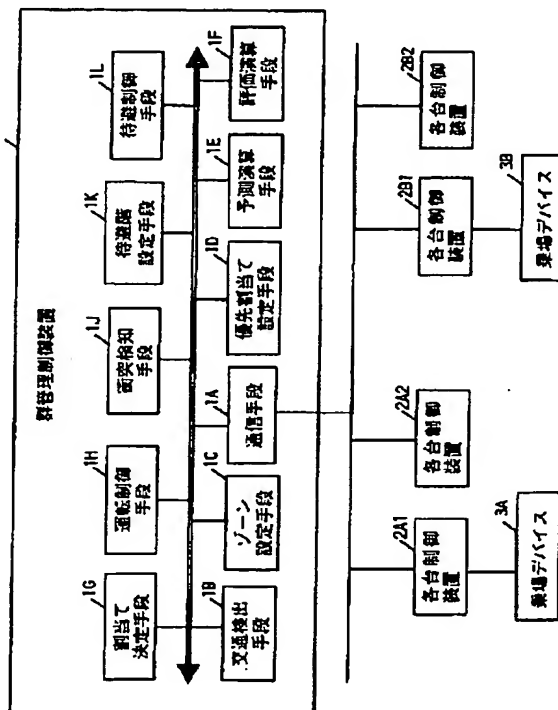 群管理制御装置
1G
割当て
決定手段
1H
運転制御
手段
1J
衝突検知
手段
1K
待避階
設定手段
1L
待避制御
手段
1B
交通検出
手段
1C
ゾーン
設定手段
1A
通信手段
1D
優先割当て
設定手段
1E
予測演算
手段
1F
評価演算
手段
2A1
各台制御
装置
2A2
各台制御
装置
2B1
各台制御
装置
2B2
各台制御
装置
3A
乗場デバイス
3B
乗場デバイス